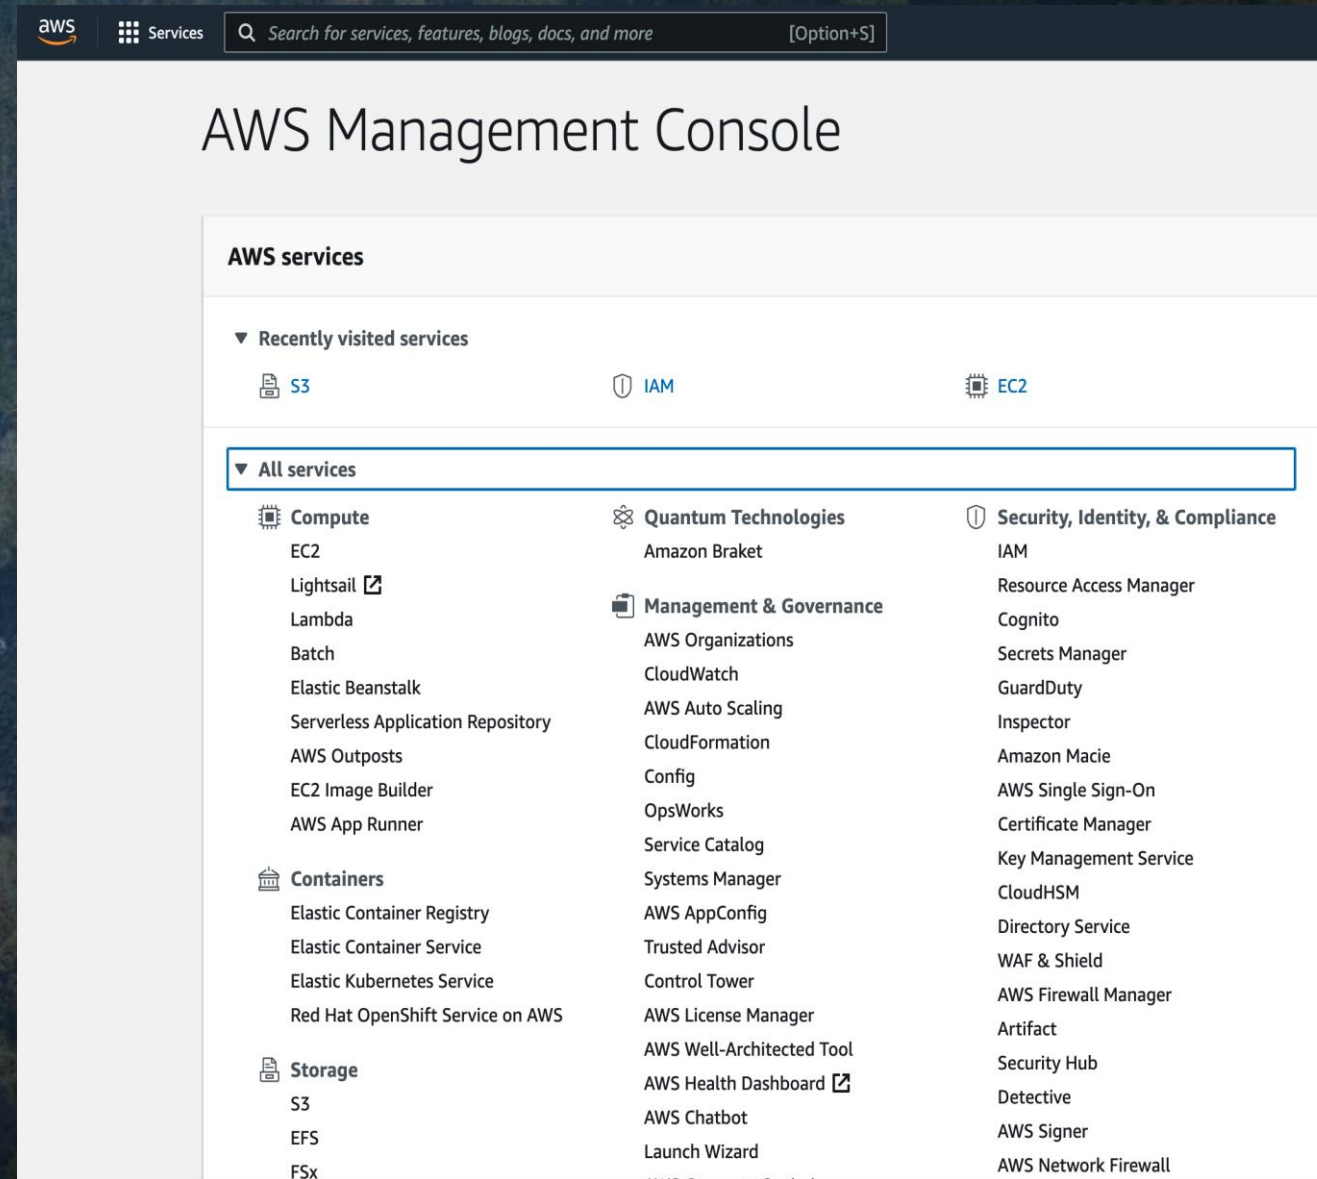 aws
Services
Search for services, features, blogs, docs, and more [Option+S]
AWS Management Console
AWS services
▼ Recently visited services
S3
IAM
EC2
▼ All services
Compute
EC2
Lightsail
Lambda
Batch
Elastic Beanstalk
Serverless Application Repository
AWS Outposts
EC2 Image Builder
AWS App Runner
Containers
Elastic Container Registry
Elastic Container Service
Elastic Kubernetes Service
Red Hat OpenShift Service on AWS
Storage
S3
EFS
FSx
Quantum Technologies
Amazon Braket
Management & Governance
AWS Organizations
CloudWatch
AWS Auto Scaling
CloudFormation
Config
OpsWorks
Service Catalog
Systems Manager
AWS AppConfig
Trusted Advisor
Control Tower
AWS License Manager
AWS Well-Architected Tool
AWS Health Dashboard
AWS Chatbot
Launch Wizard
Security, Identity, & Compliance
IAM
Resource Access Manager
Cognito
Secrets Manager
GuardDuty
Inspector
Amazon Macie
AWS Single Sign-On
Certificate Manager
Key Management Service
CloudHSM
Directory Service
WAF & Shield
AWS Firewall Manager
Artifact
Security Hub
Detective
AWS Signer
AWS Network Firewall